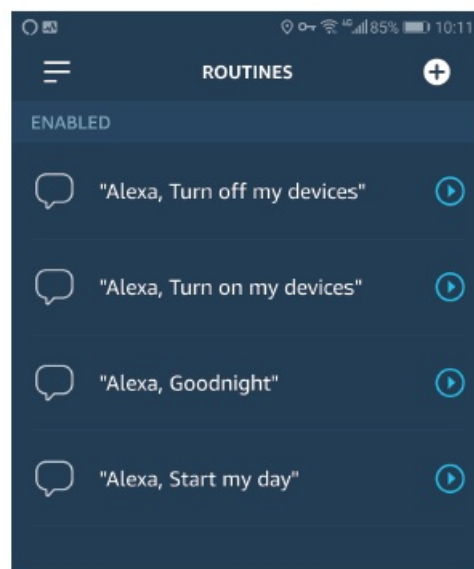 4G 85% 10:11
ROUTINES
ENABLED
"Alexa, Turn off my devices"
"Alexa, Turn on my devices"
"Alexa, Goodnight"
"Alexa, Start my day"